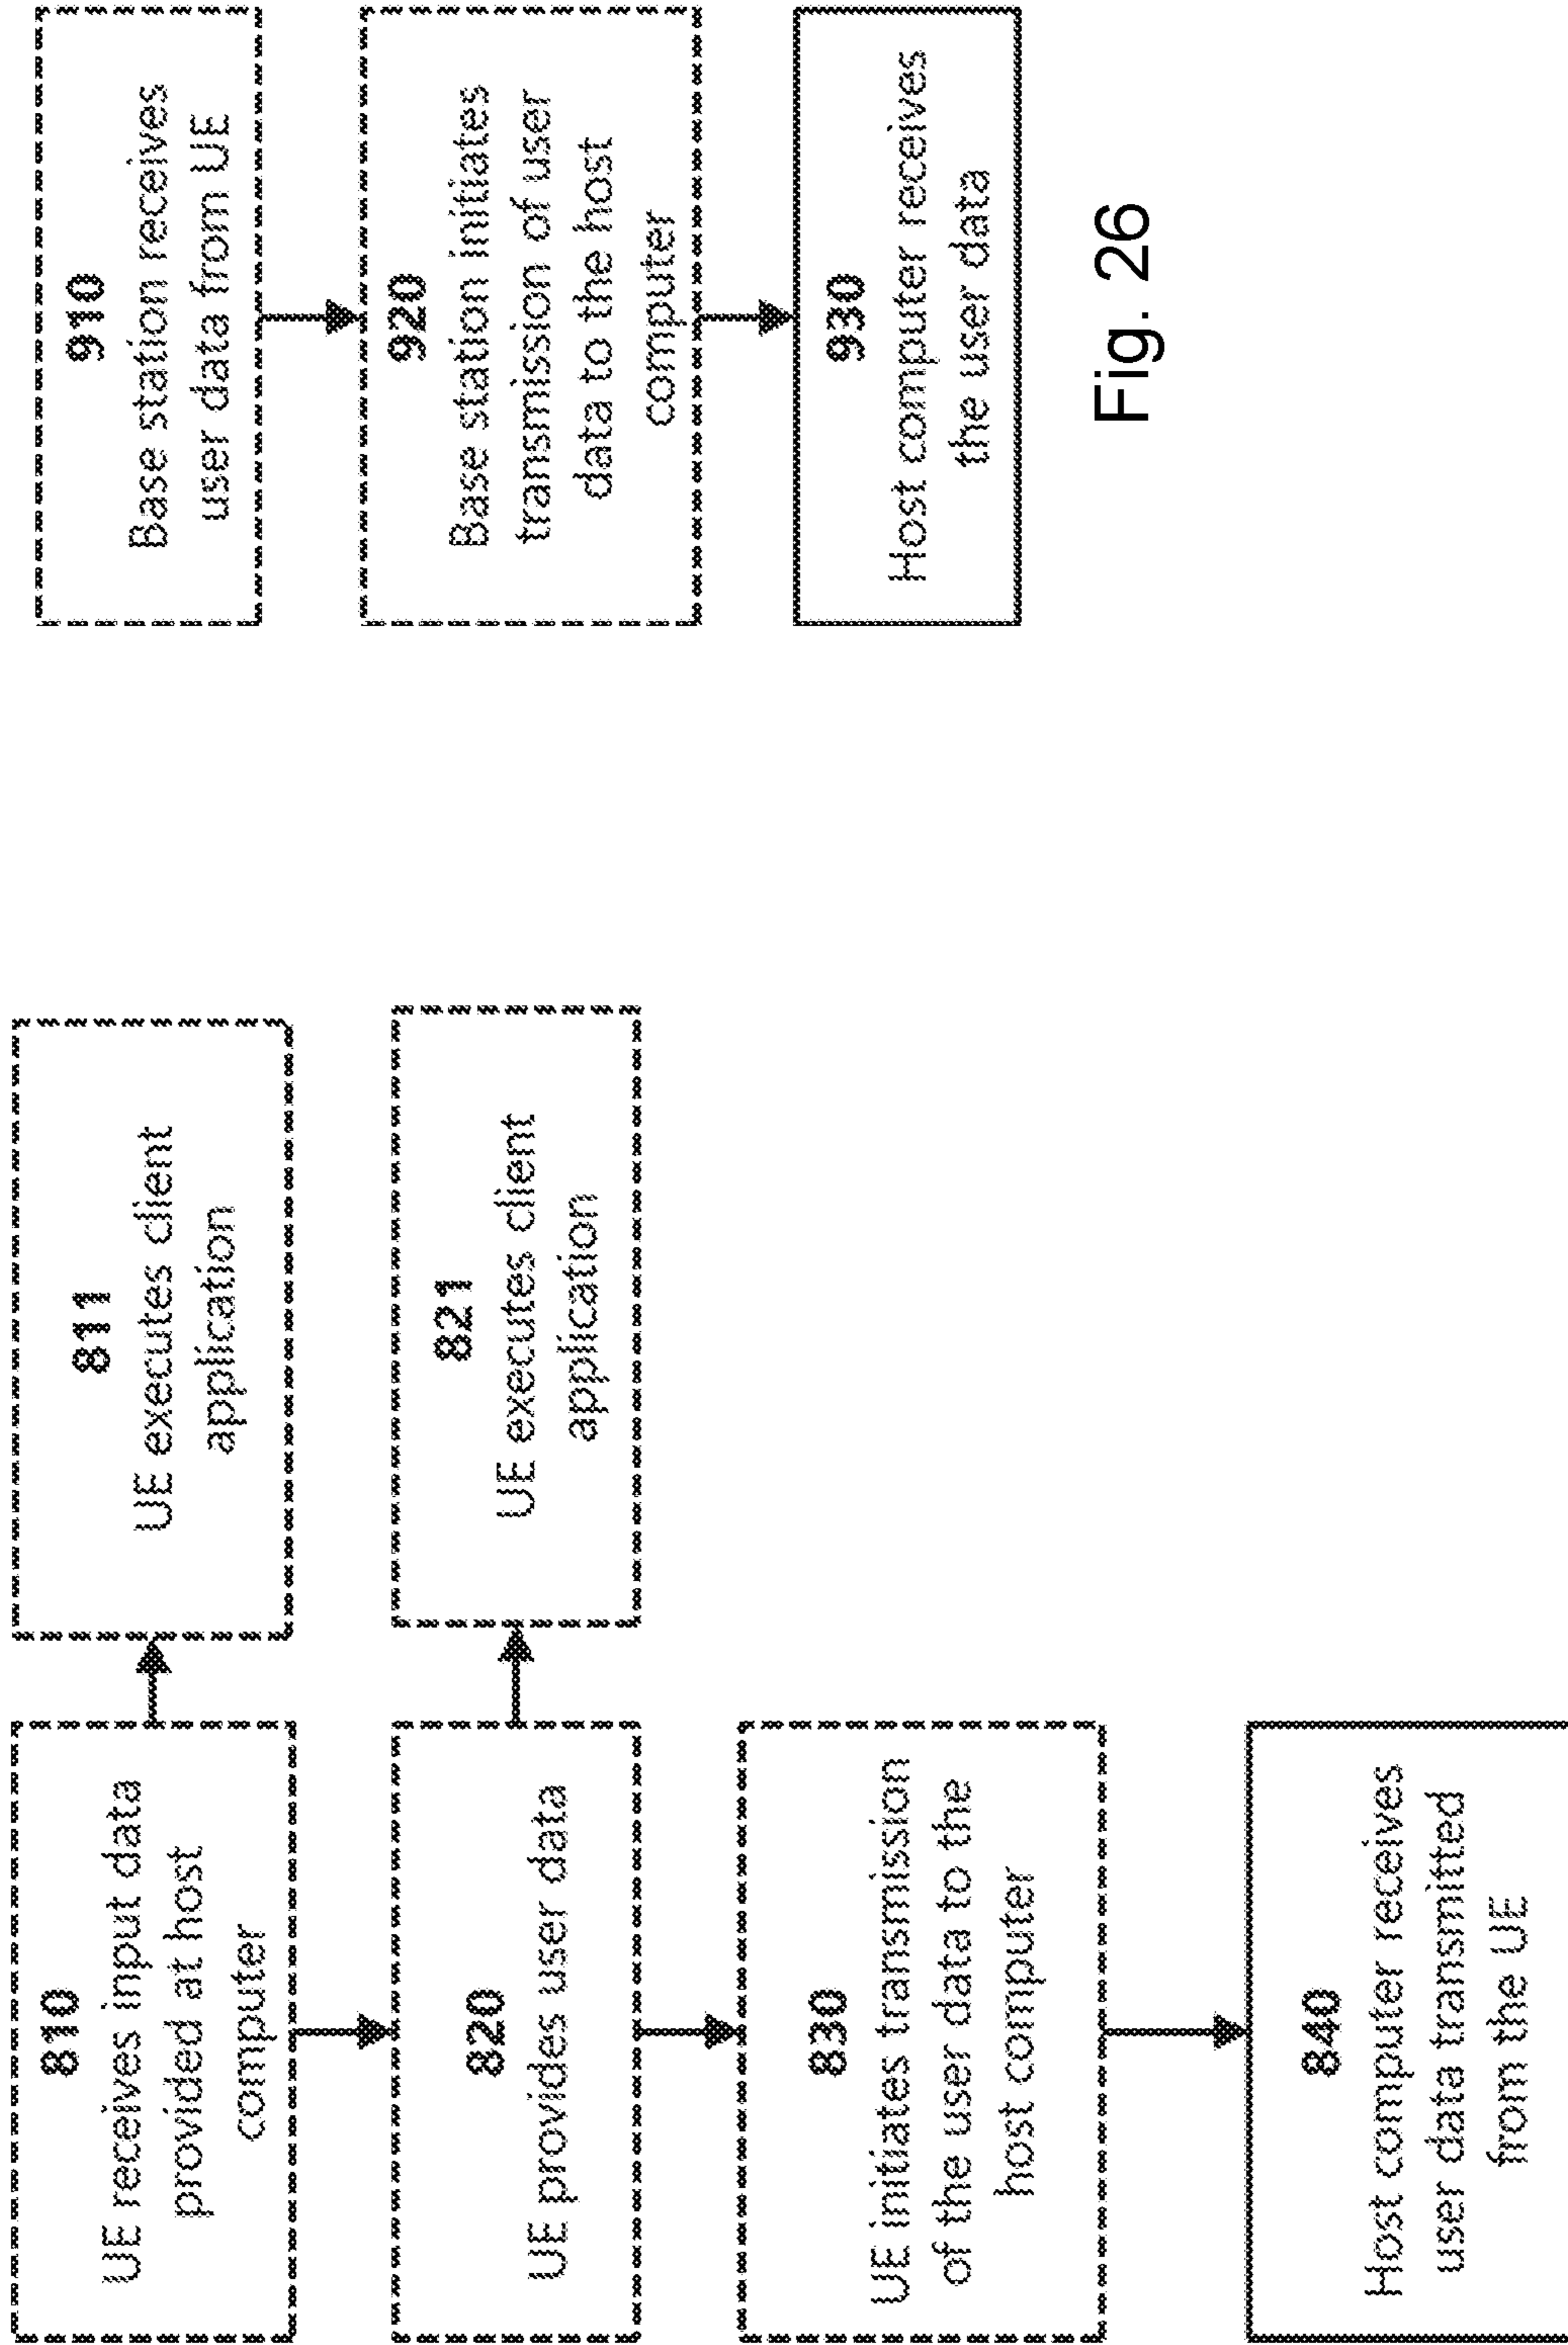 810
UE receives input data
provided at host
computer
811
UE executes client
application
820
UE provides user data
821
UE executes client
application
830
UE initiates transmission
of the user data to the
host computer
840
Host computer receives
user data transmitted
from the UE
910
Base station receives
user data from UE
920
Base station initiates
transmission of user
data to the host
computer
930
Host computer receives
the user data
Fig. 26